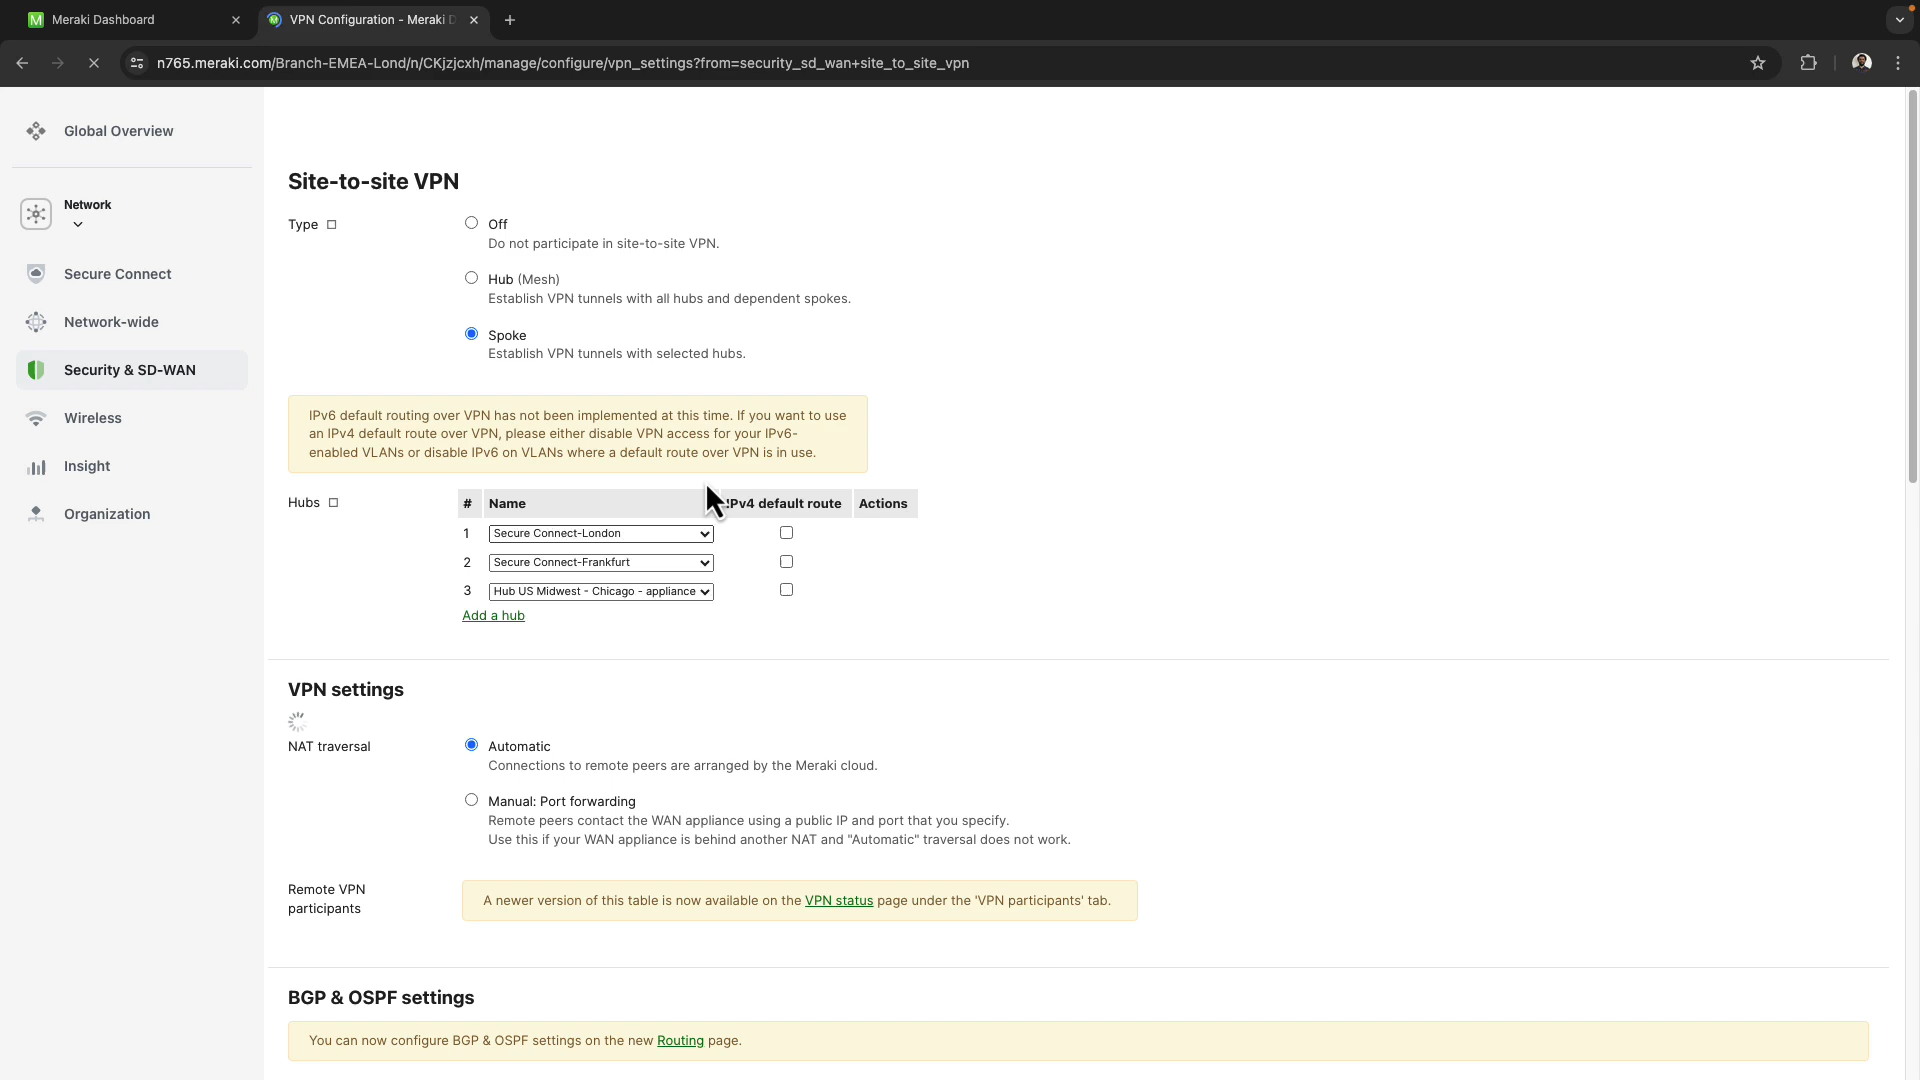 Meraki Dashboard
VPN Configuration - Meraki D
n765.meraki.com/Branch-EMEA-Lond/n/CKjzjcxh/manage/configure/vpn_settings?from=security_sd_wan+site_to_site_vpn
Global Overview
Network
Secure Connect
Network-wide
Security & SD-WAN
Wireless
Insight
Organization
Site-to-site VPN
Type
Off
Do not participate in site-to-site VPN.
Hub (Mesh)
Establish VPN tunnels with all hubs and dependent spokes.
Spoke
Establish VPN tunnels with selected hubs.
IPv6 default routing over VPN has not been implemented at this time. If you want to use
an IPv4 default route over VPN, please either disable VPN access for your IPv6-
enabled VLANs or disable IPv6 on VLANs where a default route over VPN is in use.
Hubs
# Name IPv4 default route Actions
1 Secure Connect-London
2 Secure Connect-Frankfurt
3 Hub US Midwest - Chicago - appliance
Add a hub
VPN settings
NAT traversal
Automatic
Connections to remote peers are arranged by the Meraki cloud.
Manual: Port forwarding
Remote peers contact the WAN appliance using a public IP and port that you specify.
Use this if your WAN appliance is behind another NAT and "Automatic" traversal does not work.
Remote VPN
participants
A newer version of this table is now available on the VPN status page under the 'VPN participants' tab.
BGP & OSPF settings
You can now configure BGP & OSPF settings on the new Routing page.